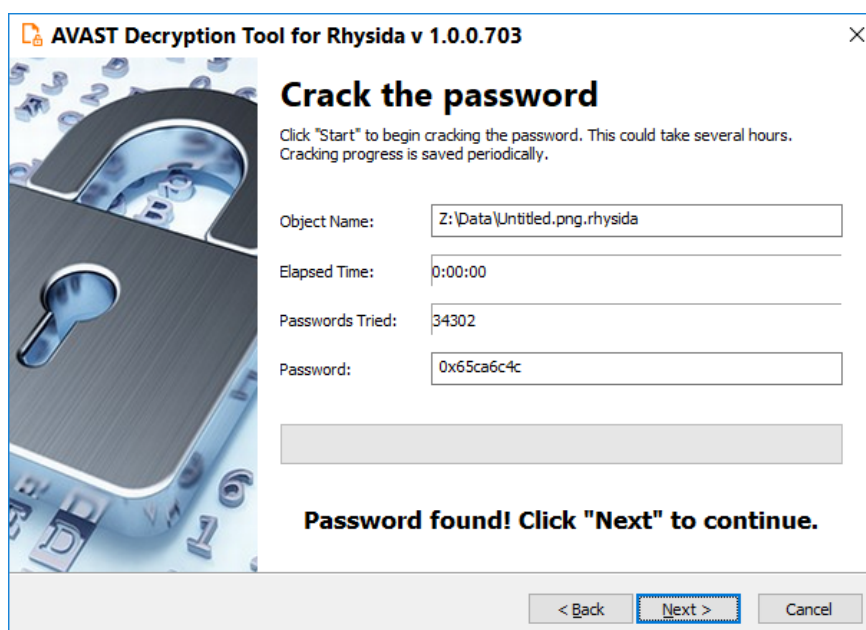 AVAST Decryption Tool for Rhysida v 1.0.0.703
Crack the password
Click "Start" to begin cracking the password. This could take several hours.
Cracking progress is saved periodically.
Object Name: Z:\Data\Untitled.png.rhysida
Elapsed Time: 0:00:00
Passwords Tried: 34302
Password: 0x65ca6c4c
Password found! Click "Next" to continue.
< Back Next > Cancel